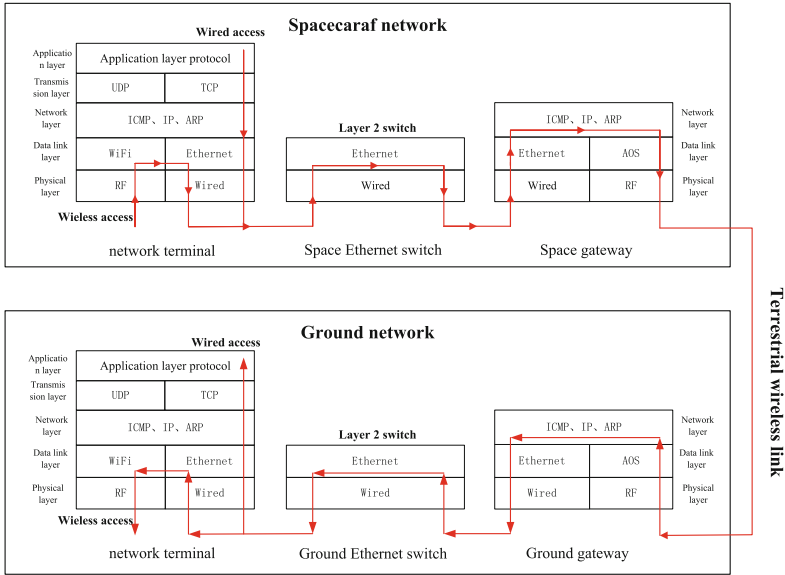 Spacecaraf network
Wired access
Applicatio
n layer
Application layer protocol
Transmis
sion layer
UDP
TCP
Network
layer
ICMP、IP、ARP
Data link
layer
WiFi
Ethernet
Physical
layer
RF
Wired
Wieless access
network terminal
Layer 2 switch
Ethernet
Wired
Space Ethernet switch
ICMP、IP、ARP
Network
layer
Ethernet
AOS
Data link
layer
Wired
RF
Physical
layer
Space gateway
Terrestrial wireless link
Ground network
Wired access
Applicatio
n layer
Application layer protocol
Transmis
sion layer
UDP
TCP
Network
layer
ICMP、IP、ARP
Data link
layer
WiFi
Ethernet
Physical
layer
RF
Wired
Wireless access
network terminal
Layer 2 switch
Ethernet
Wired
Ground Ethernet switch
ICMP、IP、ARP
Network
layer
Ethernet
AOS
Data link
layer
Wired
RF
Physical
layer
Ground gateway